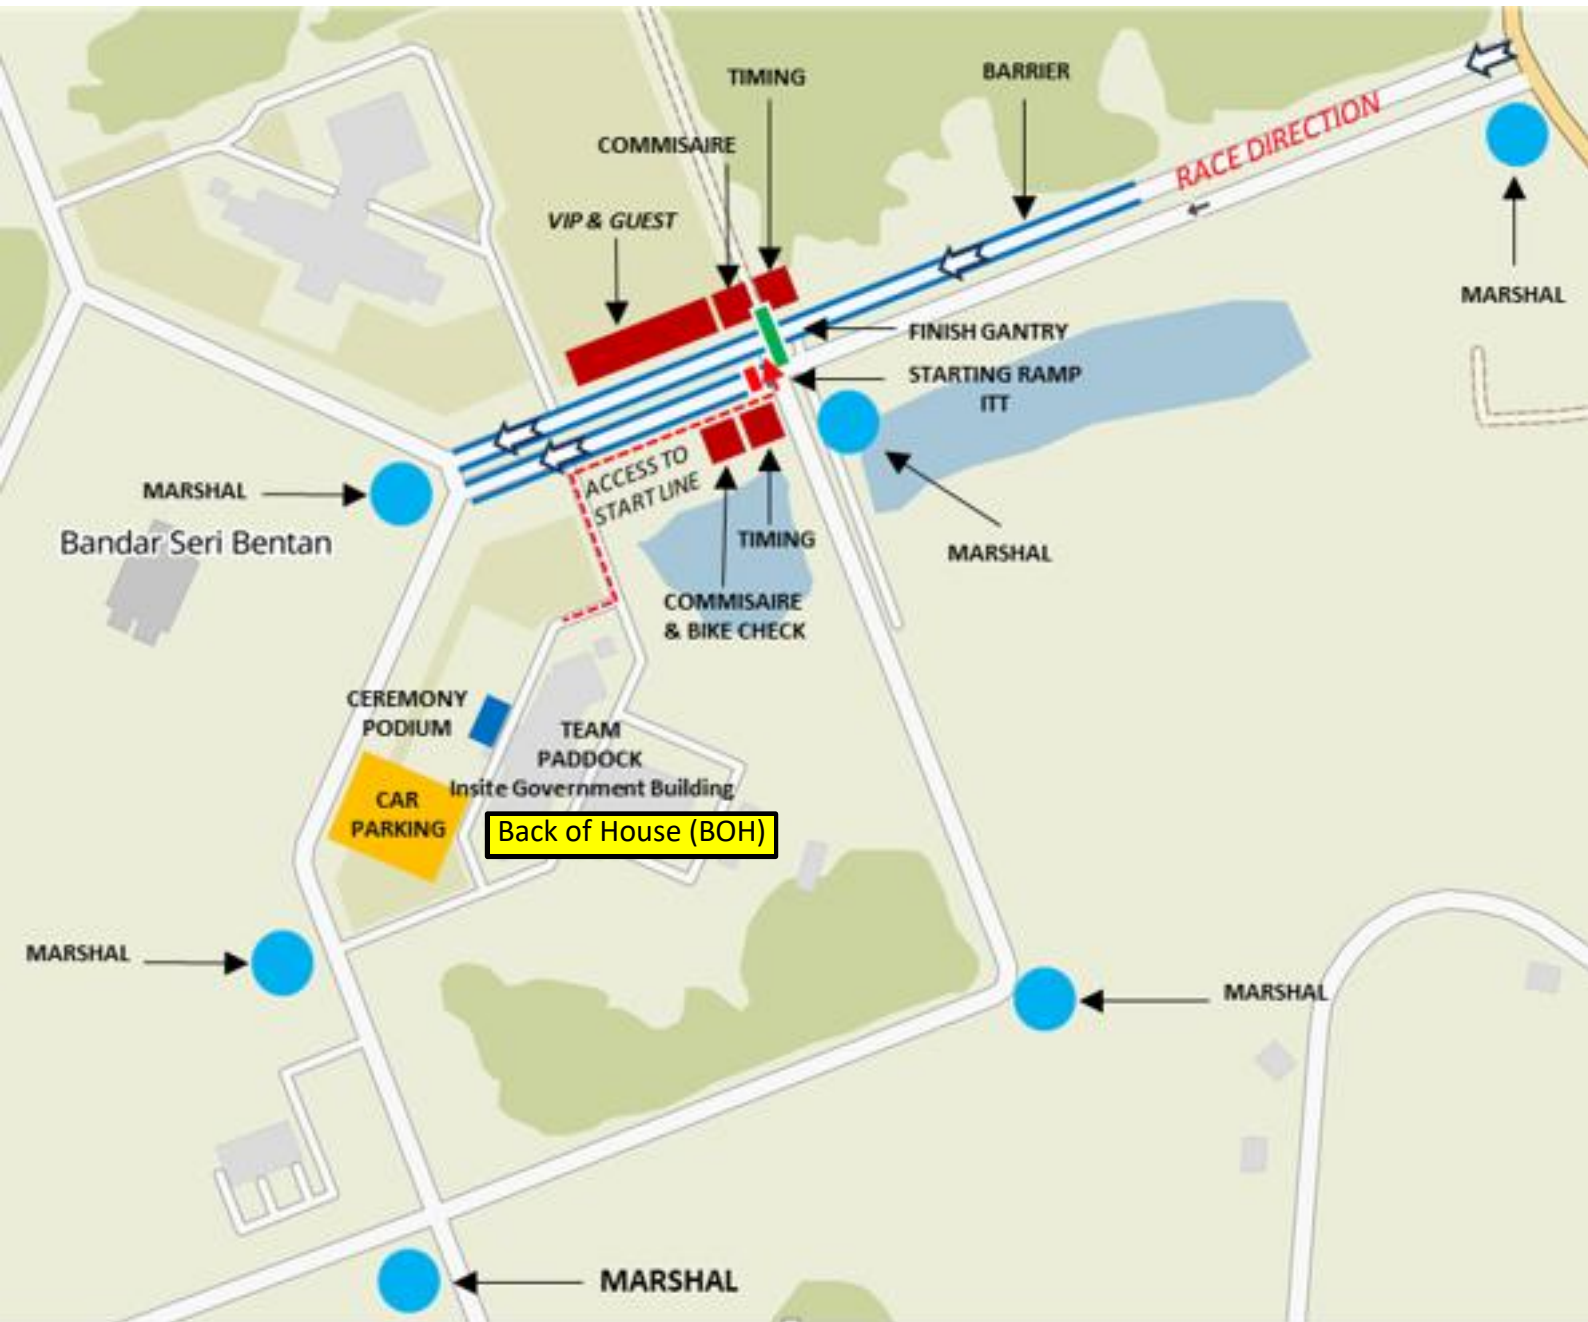 TIMING
BARRIER
COMMISAIRE
RACE DIRECTION
VIP & GUEST
MARSHAL
FINISH GANTRY
STARTING RAMP
ITT
ACCESS TO
START LINE
MARSHAL
Bandar Seri Bentan
TIMING
MARSHAL
COMMISAIRE
& BIKE CHECK
CEREMONY
PODIUM
TEAM
PADDOCK
Insite Government Building
CAR
PARKING
Back of House (BOH)
MARSHAL
MARSHAL
MARSHAL